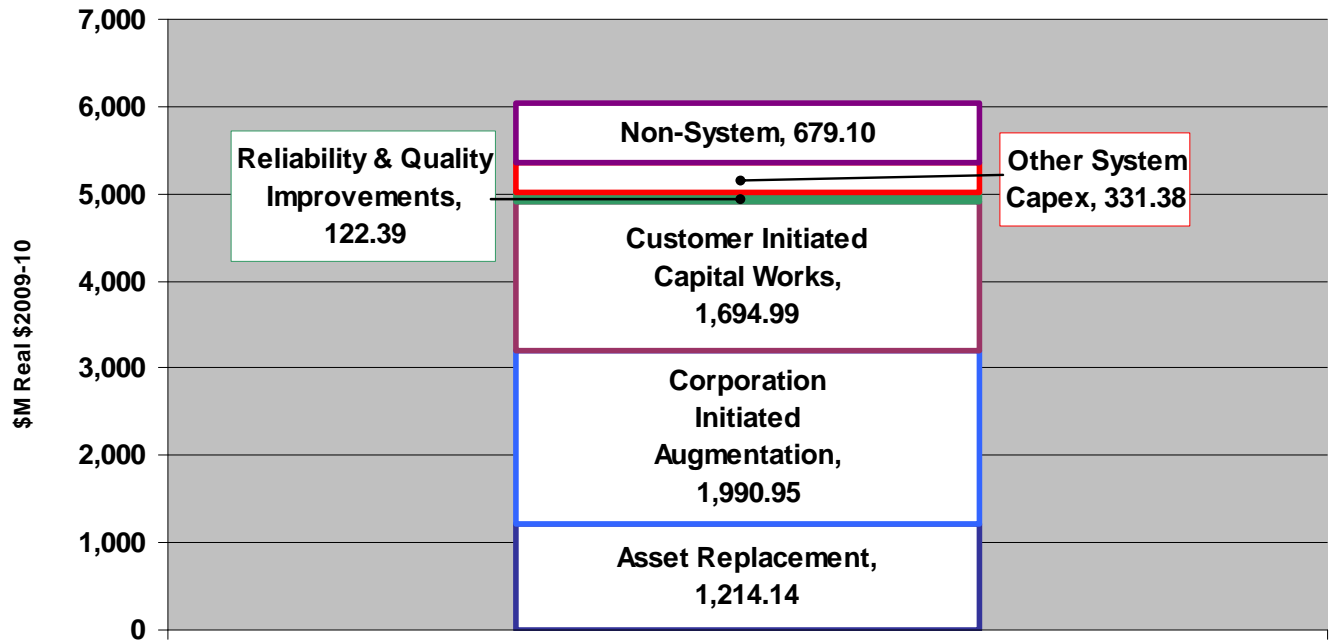 7,000
6,000
5,000
4,000
3,000
2,000
1,000
0
$M Real $2009-10
Non-System, 679.10
Reliability & Quality
Improvements,
122.39
Other System
Capex, 331.38
Customer Initiated
Capital Works,
1,694.99
Corporation
Initiated
Augmentation,
1,990.95
Asset Replacement,
1,214.14